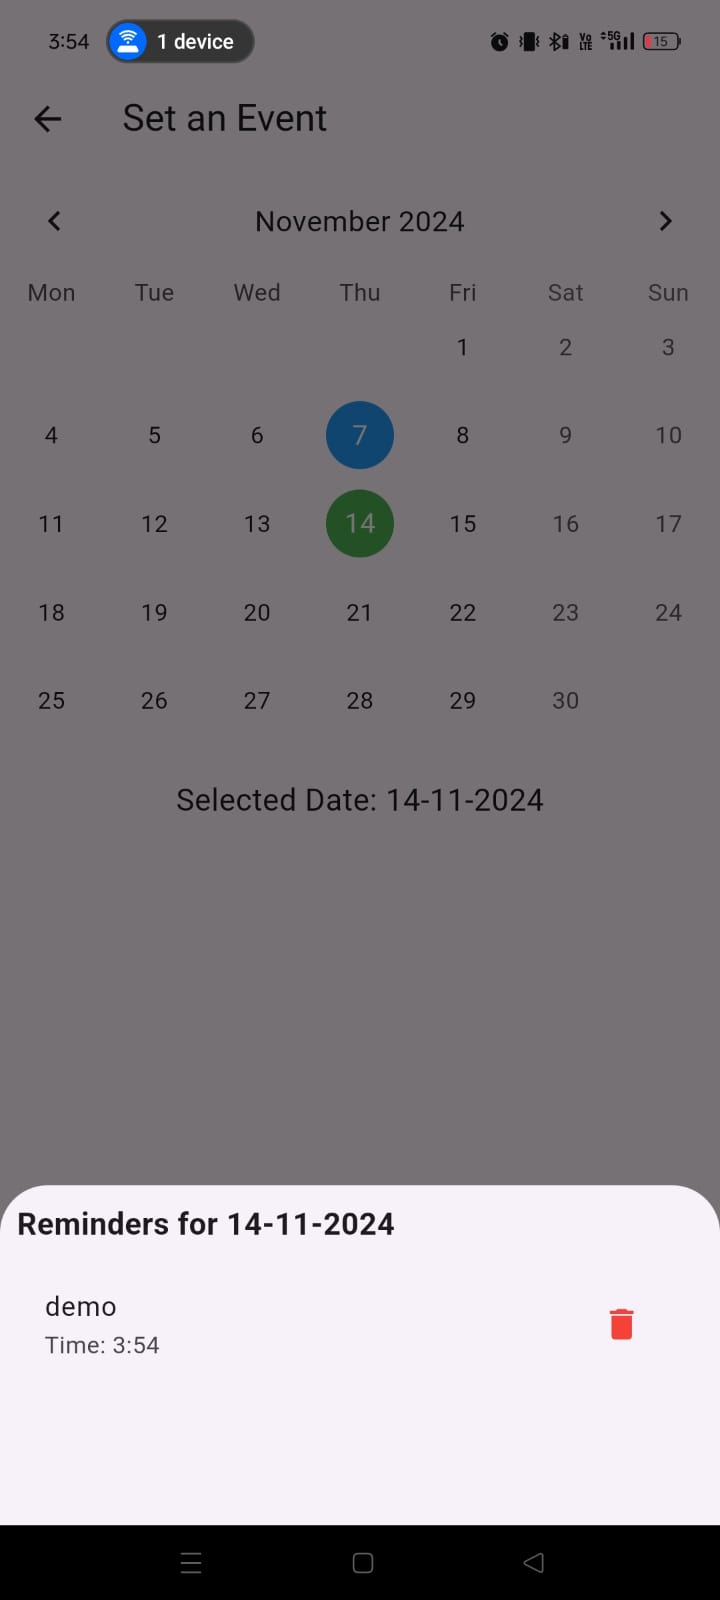 3:54 1 device Vo LTE 5G 15
Set an Event
November 2024
Mon Tue Wed Thu Fri Sat Sun
1 2 3
4 5 6 7 8 9 10
11 12 13 14 15 16 17
18 19 20 21 22 23 24
25 26 27 28 29 30
Selected Date: 14-11-2024
Reminders for 14-11-2024
demo
Time: 3:54